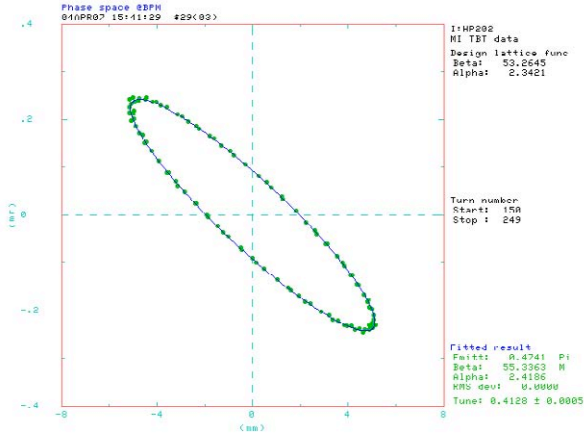 Phase space @BPM
04APR07 15:41:29 #29(03)
.4
.2
0
-.2
-.4
(mr)
-8
-4
0
4
8
(mm)
I:HP202
MI TBT data
Design lattice func
Beta: 53.2645
Alpha: 2.3421
Turn number
Start: 150
Stop : 249
Fitted result
Emitt: 0.4741 Pi
Beta: 55.3363 M
Alpha: 2.4186
RMS dev: 0.0000
Tune: 0.4128 ± 0.0005